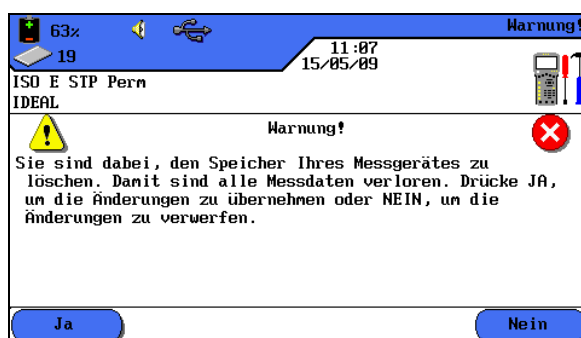 63%
Warnung!
19
11:07
15/05/09
ISO E STP Perm
IDEAL
Warnung!
Sie sind dabei, den Speicher Ihres Messgerätes zu
löschen. Damit sind alle Messdaten verloren. Drücke JA,
um die Änderungen zu übernehmen oder NEIN, um die
Änderungen zu verwerfen.
Ja
Nein